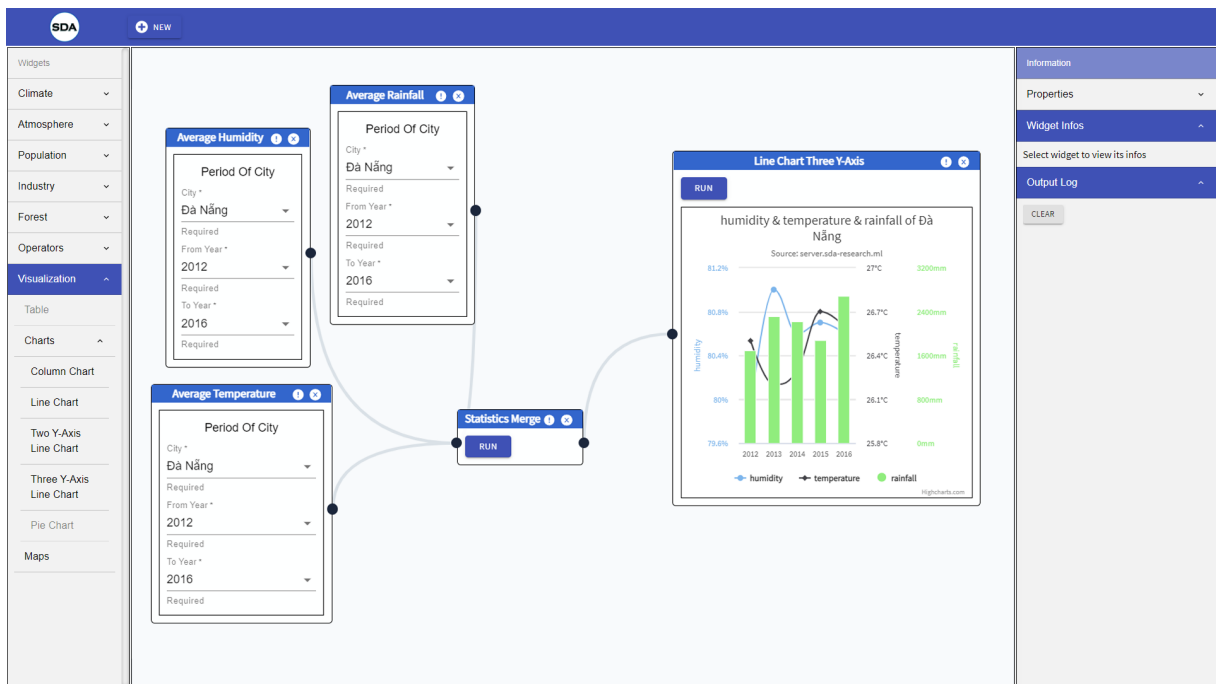 SDA
NEW
Widgets
Climate
Atmosphere
Population
Industry
Forest
Operators
Visualization
Table
Charts
Column Chart
Line Chart
Two Y-Axis
Line Chart
Three Y-Axis
Line Chart
Pie Chart
Maps
Average Humidity
Period Of City
City *
Đà Nẵng
Required
From Year *
2012
Required
To Year *
2016
Required
Average Rainfall
Period Of City
City *
Đà Nẵng
Required
From Year *
2012
Required
To Year *
2016
Required
Average Temperature
Period Of City
City *
Đà Nẵng
Required
From Year *
2012
Required
To Year *
2016
Required
Statistics Merge
RUN
Line Chart Three Y-Axis
RUN
humidity & temperature & rainfall of Đà
Nẵng
Source: server.sda-research.ml
81.2% 27°C 3200mm
80.8% 26.7°C 2400mm
80.4% 26.4°C 1600mm
80% 26.1°C 800mm
79.6% 25.8°C 0mm
humidity
temperature
rainfall
2012 2013 2014 2015 2016
humidity temperature rainfall
Highcharts.com
Information
Properties
Widget Infos
Select widget to view its infos
Output Log
CLEAR